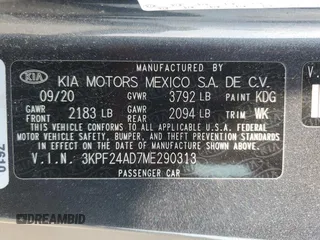 MANUFACTURED BY
KIA KIA MOTORS MEXICO S.A. DE C.V.
09/20 GVWR 3792 LB PAINT KDG
GAWR FRONT 2183 LB GAWR REAR 2094 LB TRIM WK
THIS VEHICLE CONFORMS TO ALL APPLICABLE FEDERAL
MOTOR VEHICLE SAFETY, BUMPER, AND THEFT PREVENTION
STANDARDS IN EFFECT ON THE DATE OF MANUFACTURE SHOWN ABOVE.
V.I.N. 3KPF24AD7ME290313
PASSENGER CAR
7610
V.
AUTOBIDMASTER